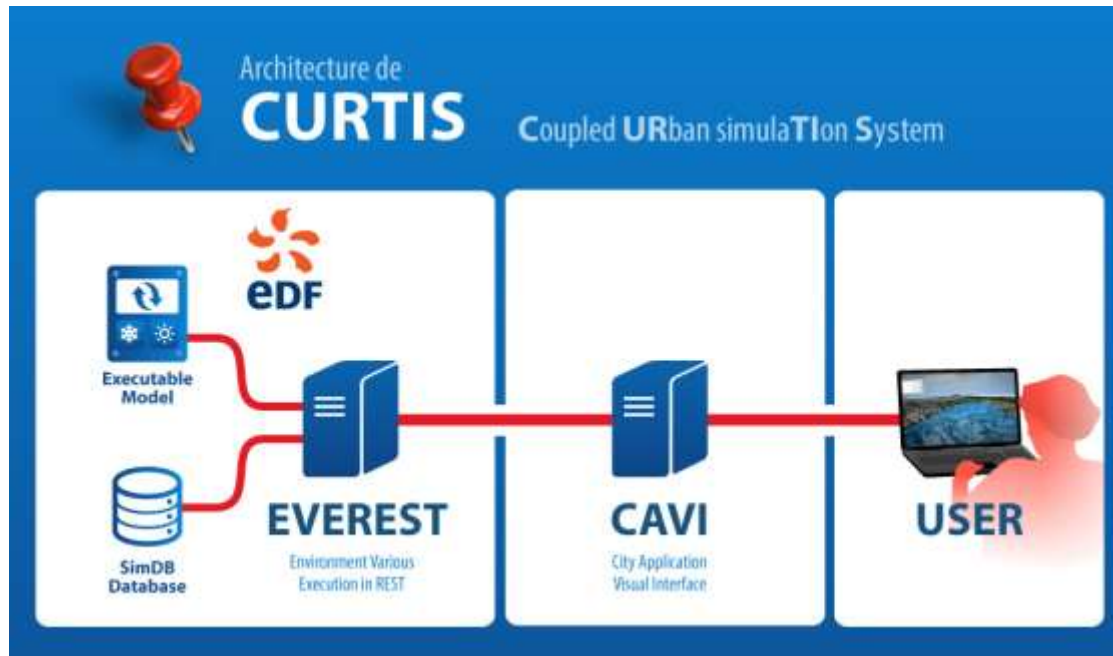 Architecture de
CURTIS
Coupled URban simulaTIon System
eDF
Executable
Model
SimDB
Database
EVEREST
Environment Various
Execution in REST
CAVI
City Application
Visual Interface
USER